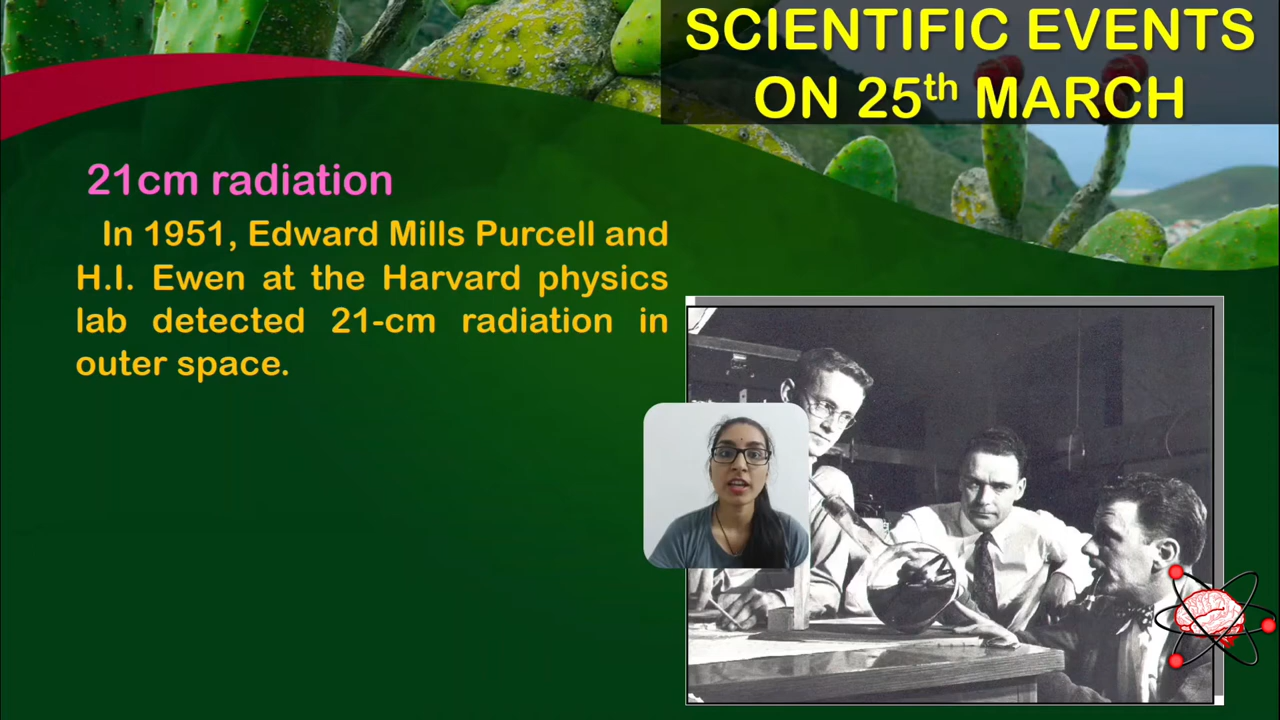 SCIENTIFIC EVENTS
ON 25th MARCH
21cm radiation
In 1951, Edward Mills Purcell and
H.I. Ewen at the Harvard physics
lab detected 21-cm radiation in
outer space.